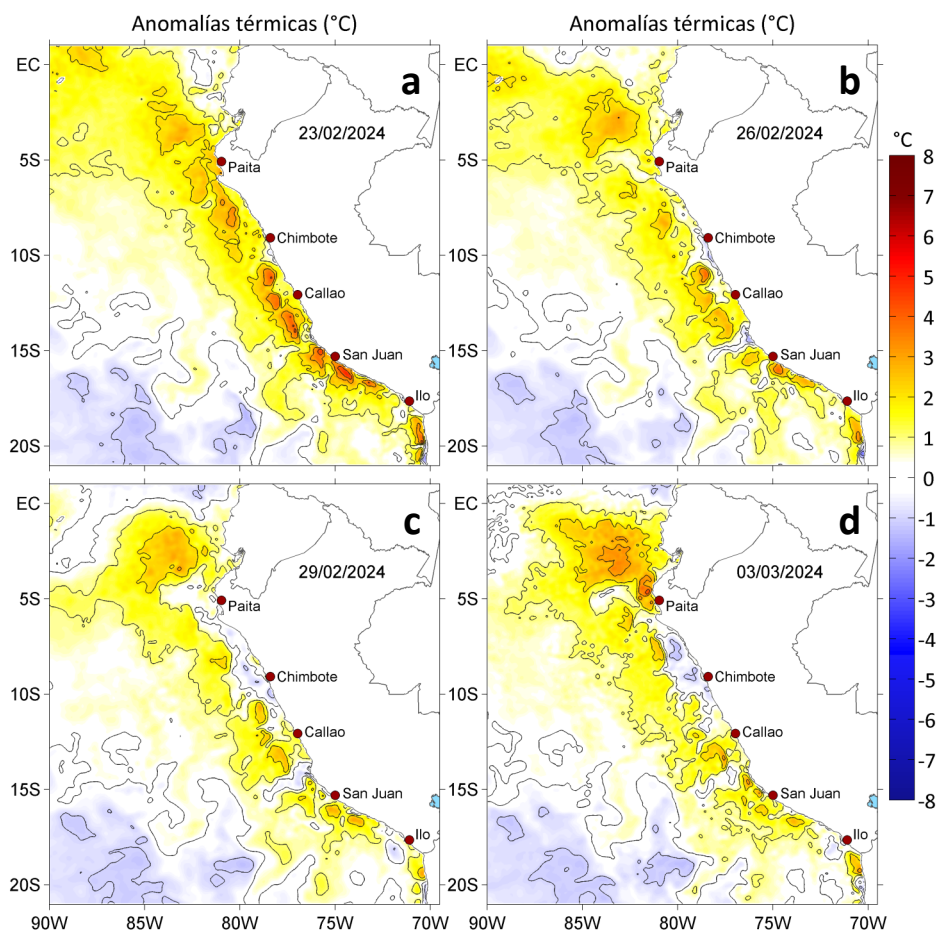 Anomalías térmicas (°C)
Anomalías térmicas (°C)
EC
5S
10S
15S
20S
a
23/02/2024
Paita
Chimbote
Callao
San Juan
Ilo
EC
5S
10S
15S
20S
b
26/02/2024
Paita
Chimbote
Callao
San Juan
Ilo
°C
8
7
6
5
4
3
2
1
0
-1
-2
-3
-4
-5
-6
-7
-8
EC
5S
10S
15S
20S
c
29/02/2024
Paita
Chimbote
Callao
San Juan
Ilo
90W 85W 80W 75W 70W
EC
5S
10S
15S
20S
d
03/03/2024
Paita
Chimbote
Callao
San Juan
Ilo
90W 85W 80W 75W 70W